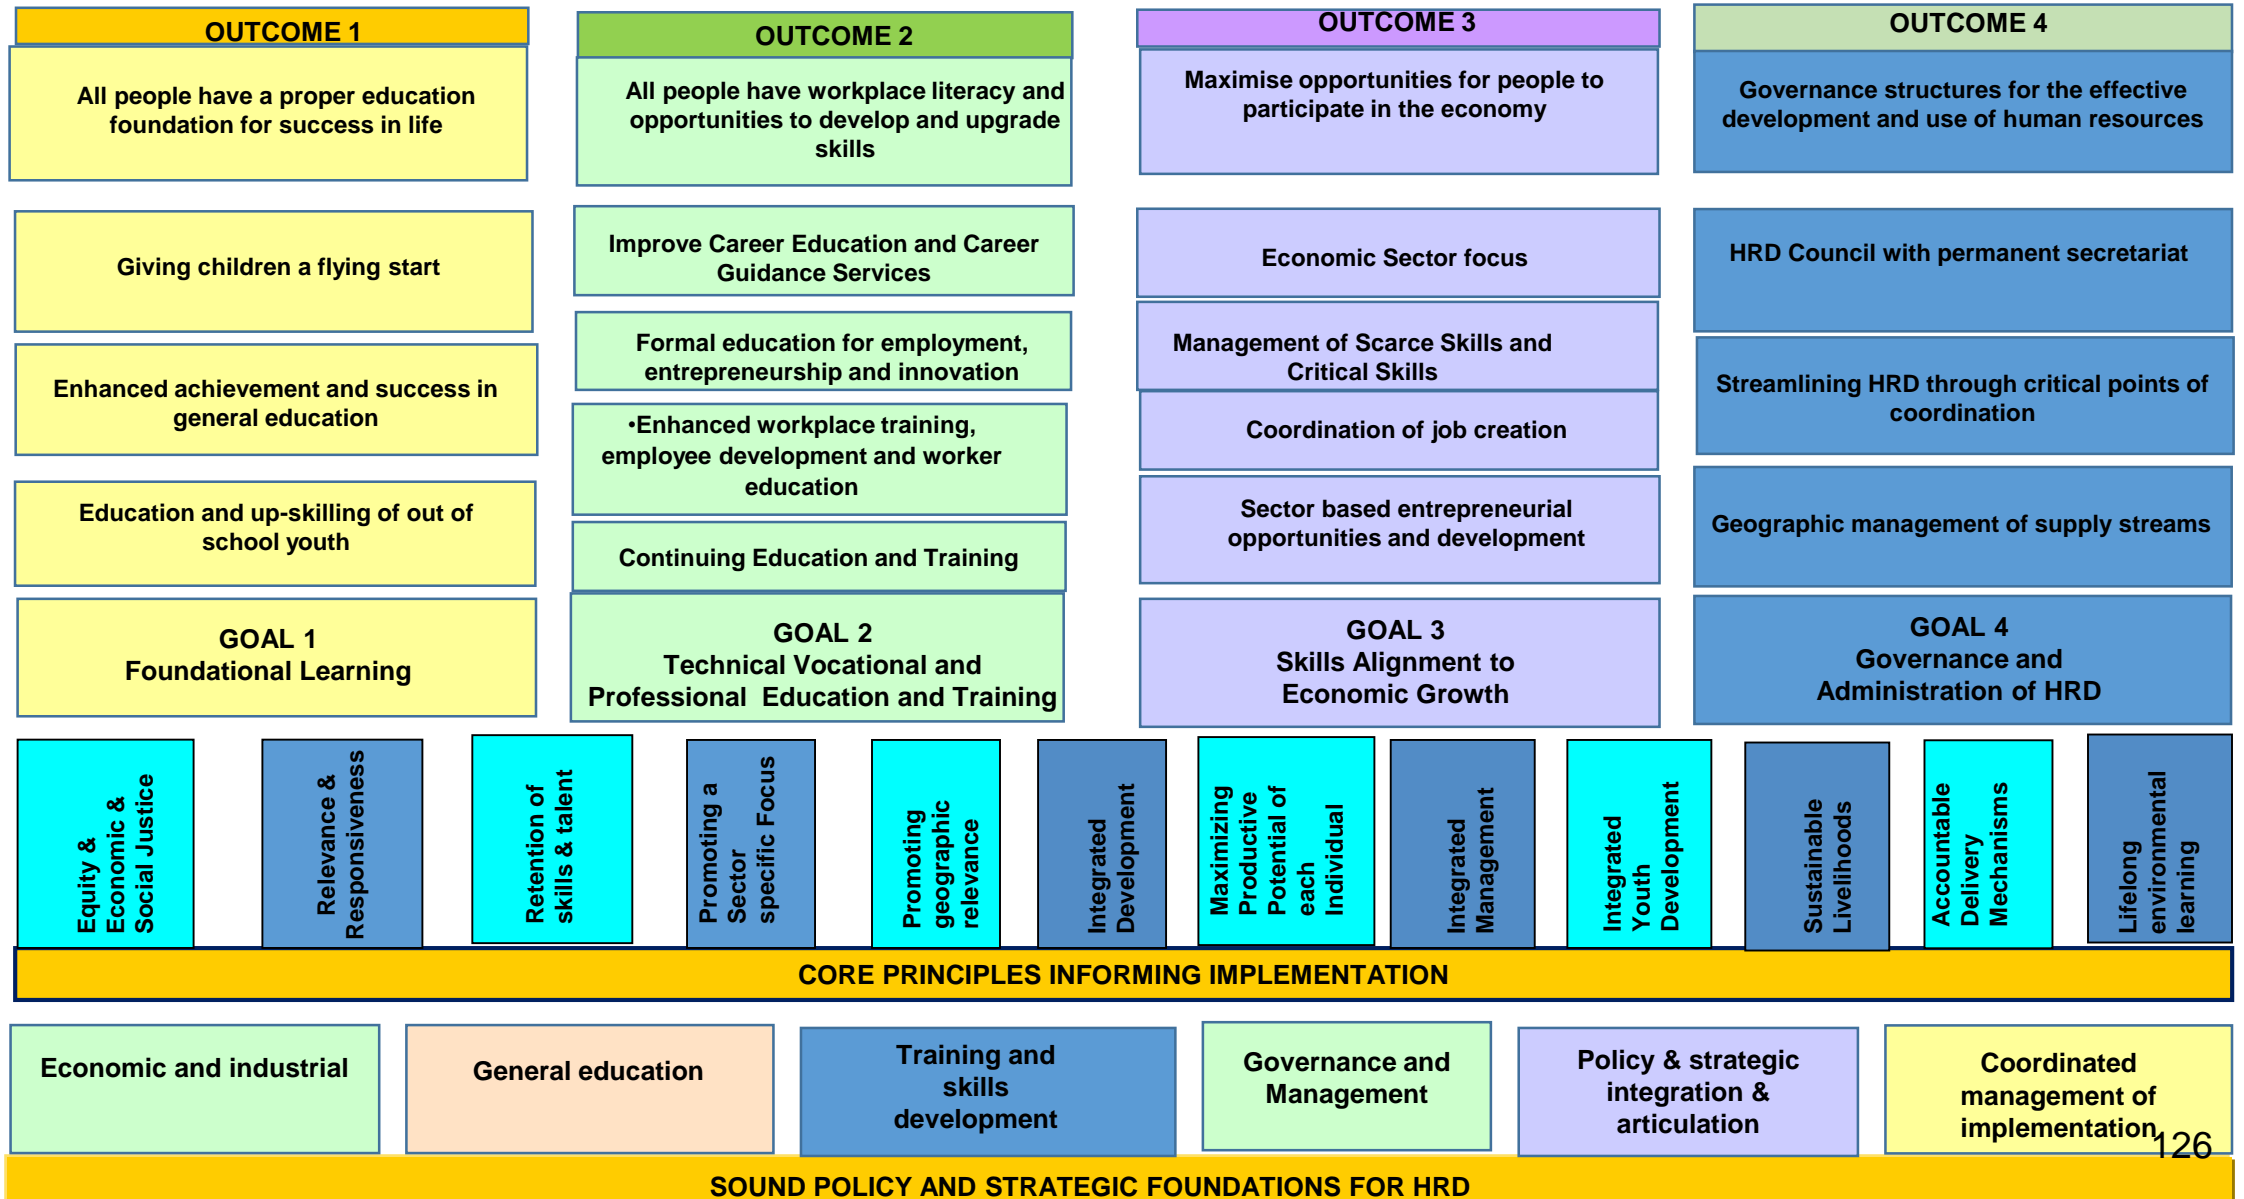 OUTCOME 1
All people have a proper education
foundation for success in life
Giving children a flying start
Enhanced achievement and success in
general education
Education and up-skilling of out of
school youth
GOAL 1
Foundational Learning
OUTCOME 2
All people have workplace literacy and
opportunities to develop and upgrade
skills
Improve Career Education and Career
Guidance Services
Formal education for employment,
entrepreneurship and innovation
•Enhanced workplace training,
employee development and worker
education
Continuing Education and Training
GOAL 2
Technical Vocational and
Professional Education and Training
OUTCOME 3
Maximise opportunities for people to
participate in the economy
Economic Sector focus
Management of Scarce Skills and
Critical Skills
Coordination of job creation
Sector based entrepreneurial
opportunities and development
GOAL 3
Skills Alignment to
Economic Growth
OUTCOME 4
Governance structures for the effective
development and use of human resources
HRD Council with permanent secretariat
Streamlining HRD through critical points of
coordination
Geographic management of supply streams
GOAL 4
Governance and
Administration of HRD
Equity &
Economic &
Social Justice
Relevance &
Responsiveness
Retention of
skills & talent
Promoting a
Sector
specific Focus
Promoting
geographic
relevance
Integrated
Development
Maximizing
Productive
Potential of
each
Individual
Integrated
Management
Integrated
Youth
Development
Sustainable
Livelihoods
Accountable
Delivery
Mechanisms
Lifelong
environmental
learning
CORE PRINCIPLES INFORMING IMPLEMENTATION
Economic and industrial
General education
Training and
skills
development
Governance and
Management
Policy & strategic
integration &
articulation
Coordinated
management of
implementation
126
SOUND POLICY AND STRATEGIC FOUNDATIONS FOR HRD